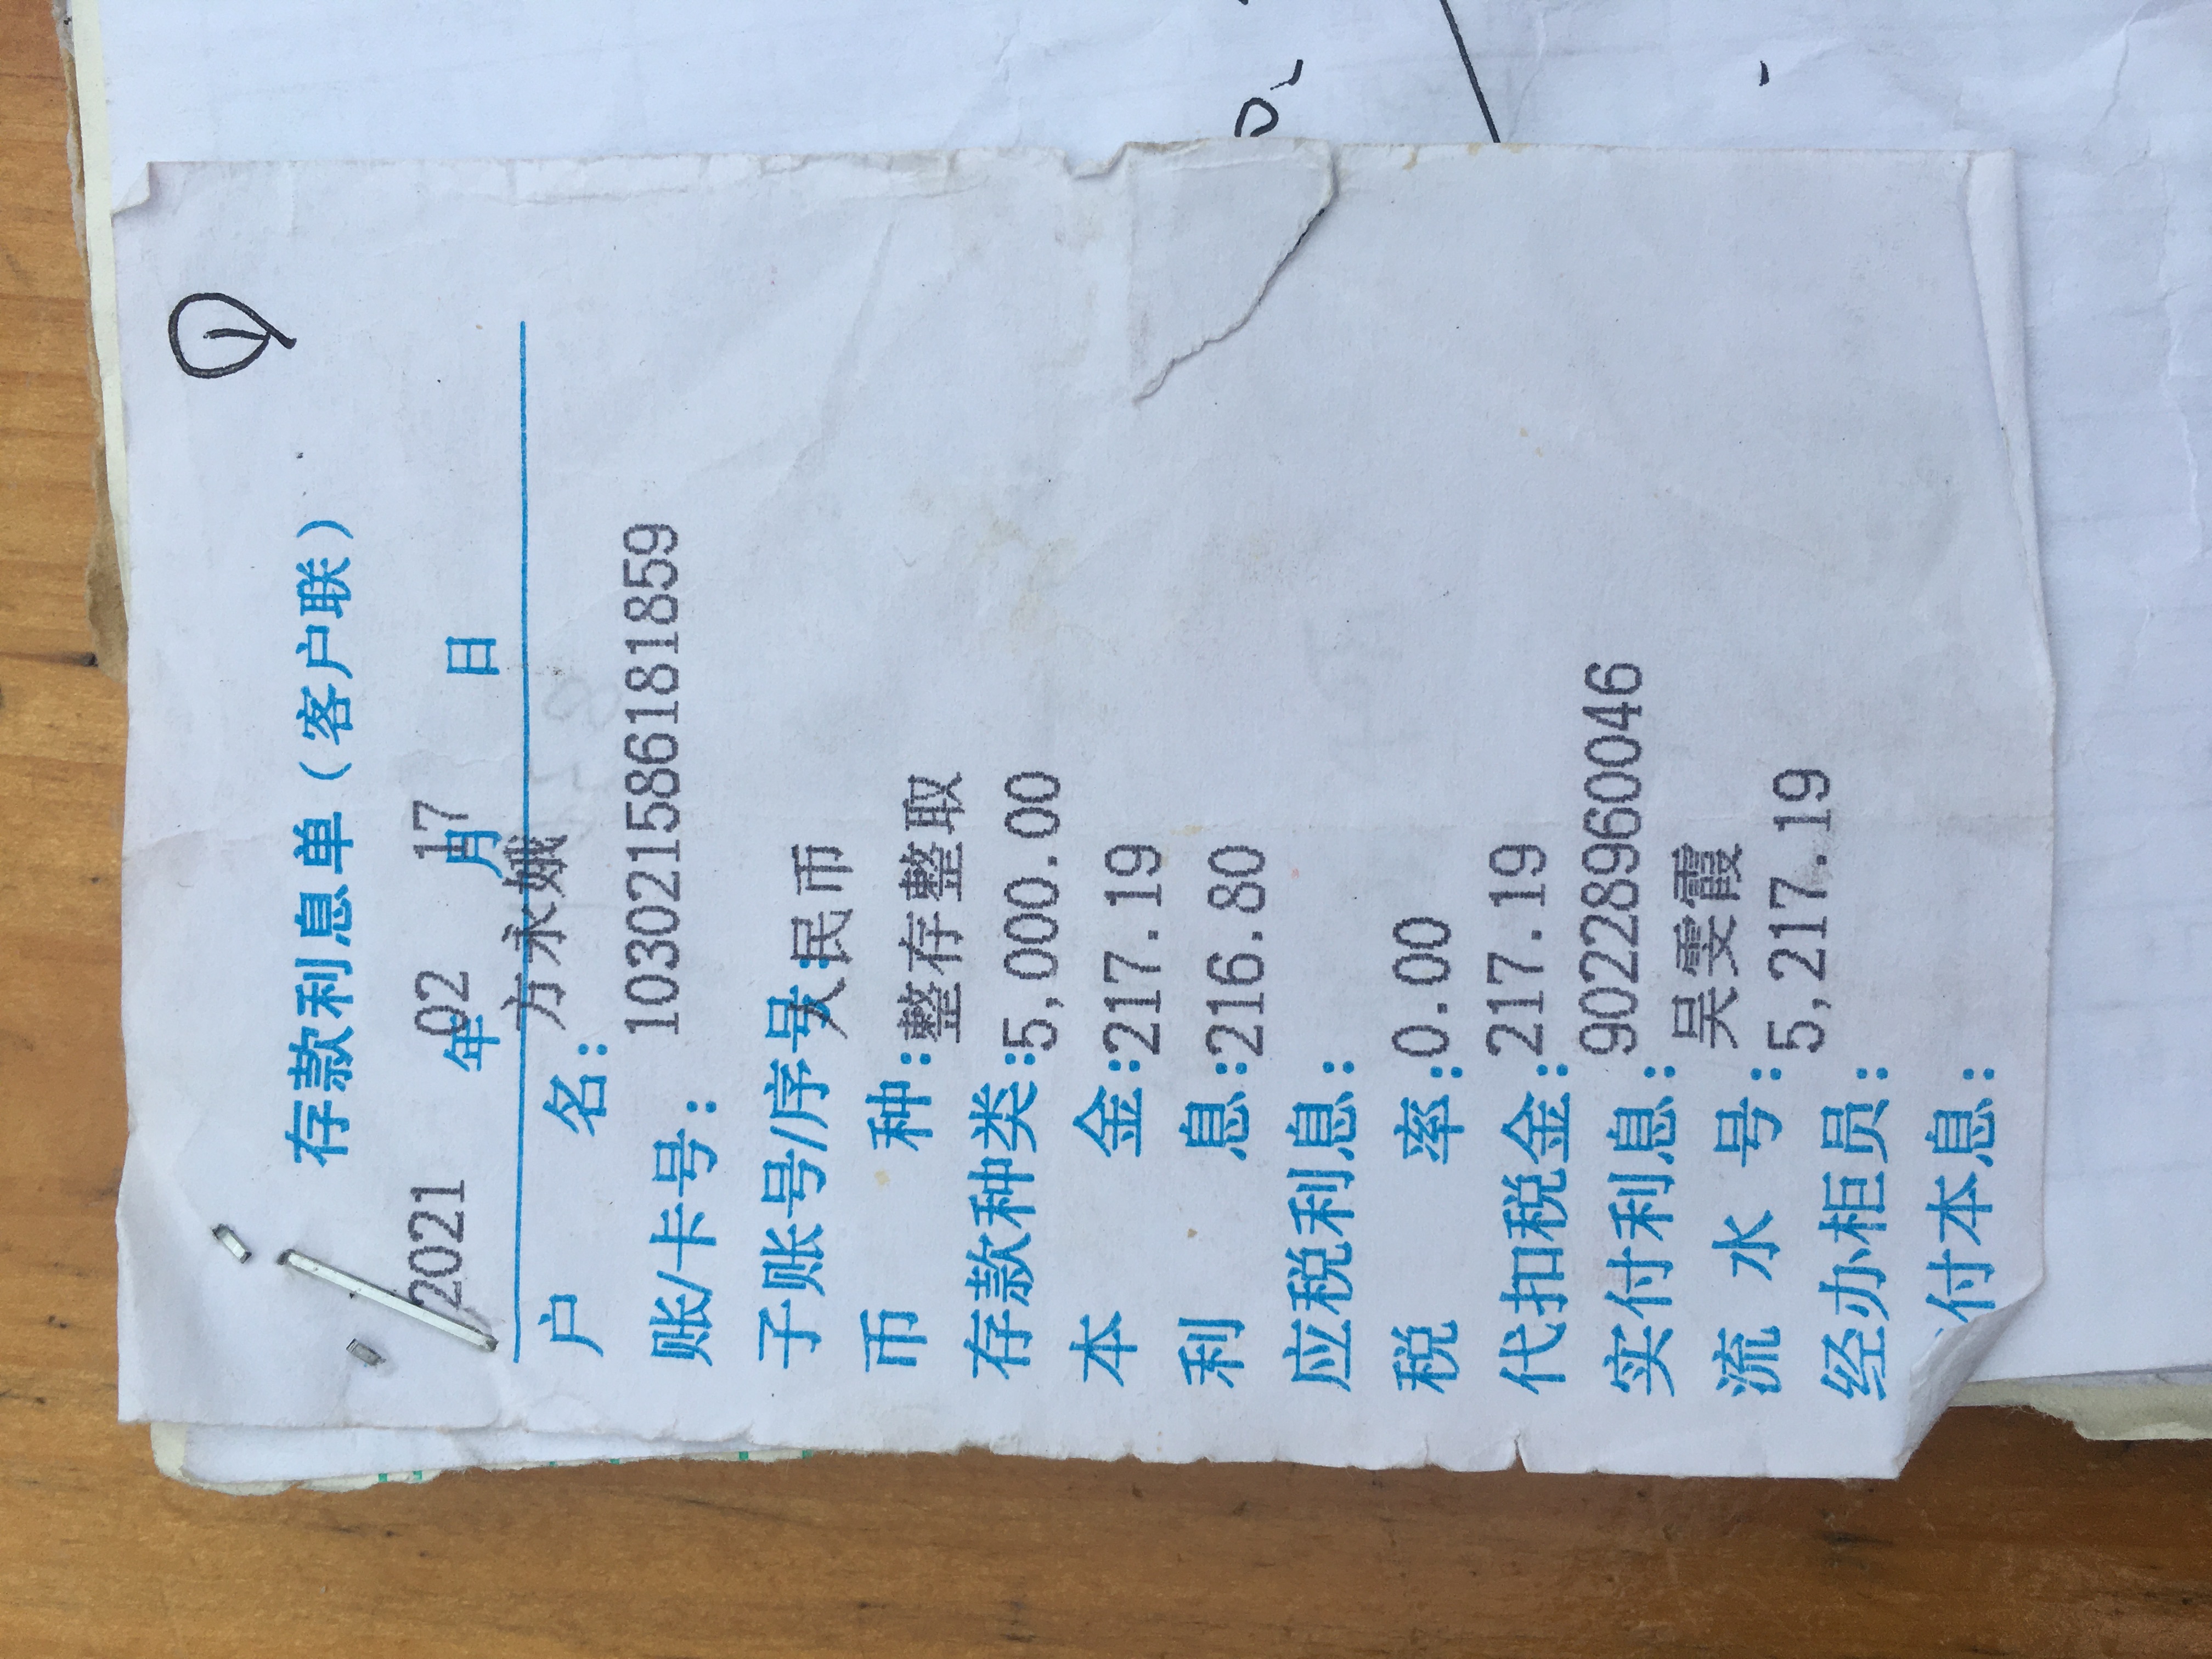 ①
存款利息单（客户联）
2021 年 02 月 17 日
户 名： 方永娥
账/卡号： 103021586181859
子账号/序号：
人民币
币 种：
整存整取
存款种类：
5,000.00
本 金：
217.19
利 息：
216.80
应税利息：
税 率： 0.00
代扣税金： 217.19
实付利息： 90228960046
流 水 号： 吴雯霞
5,217.19
经办柜员：
付本息：